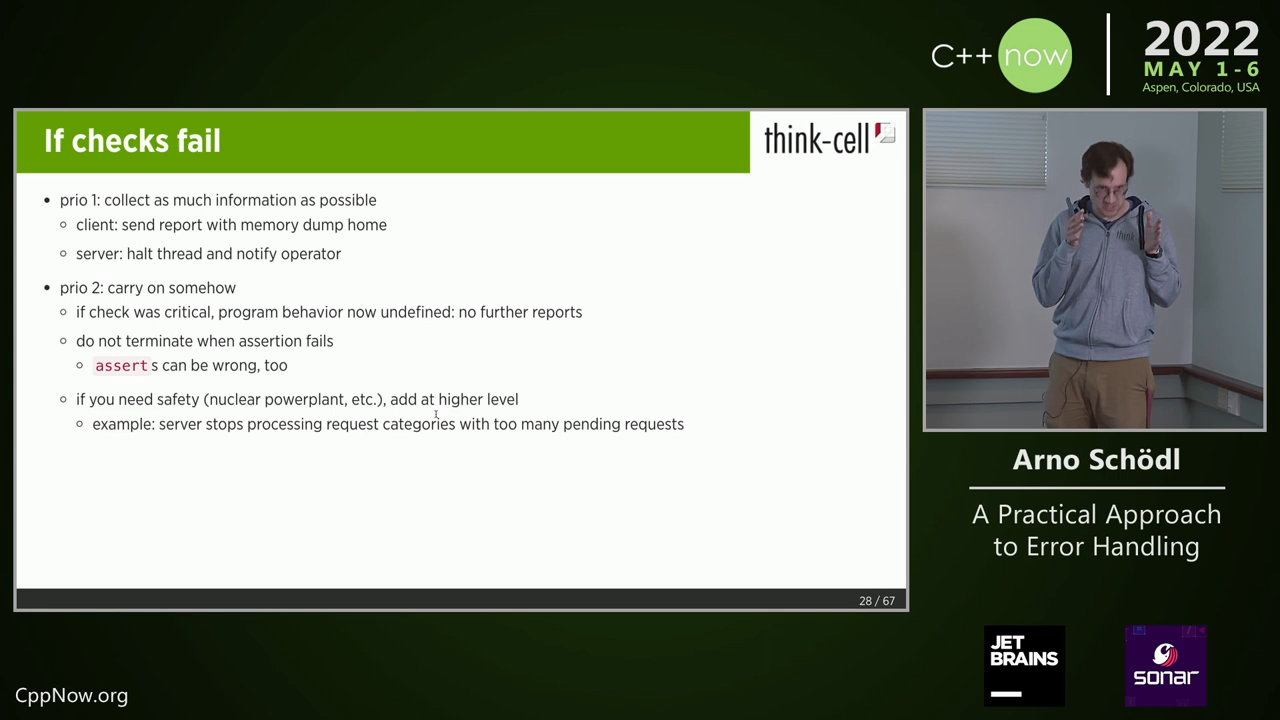 C++ now
2022
MAY 1-6
Aspen, Colorado, USA
If checks fail
think-cell
• prio 1: collect as much information as possible
◦ client: send report with memory dump home
◦ server: halt thread and notify operator
• prio 2: carry on somehow
◦ if check was critical, program behavior now undefined: no further reports
◦ do not terminate when assertion fails
◦ asserts can be wrong, too
◦ if you need safety (nuclear powerplant, etc.), add at higher level
◦ example: server stops processing request categories with too many pending requests
28 / 67
think
Arno Schödl
A Practical Approach
to Error Handling
JET
BRAINS
sonar
CppNow.org